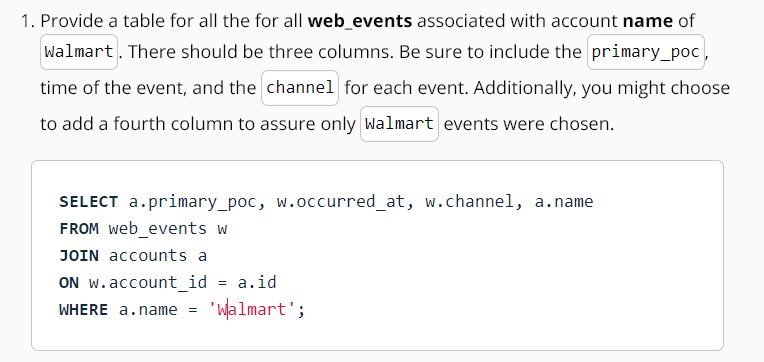 1. Provide a table for all the for all web_events associated with account name of
Walmart. There should be three columns. Be sure to include the primary_poc,
time of the event, and the channel for each event. Additionally, you might choose
to add a fourth column to assure only Walmart events were chosen.
SELECT a.primary_poc, w.occurred_at, w.channel, a.name
FROM web_events w
JOIN accounts a
ON w.account_id = a.id
WHERE a.name = 'Walmart';